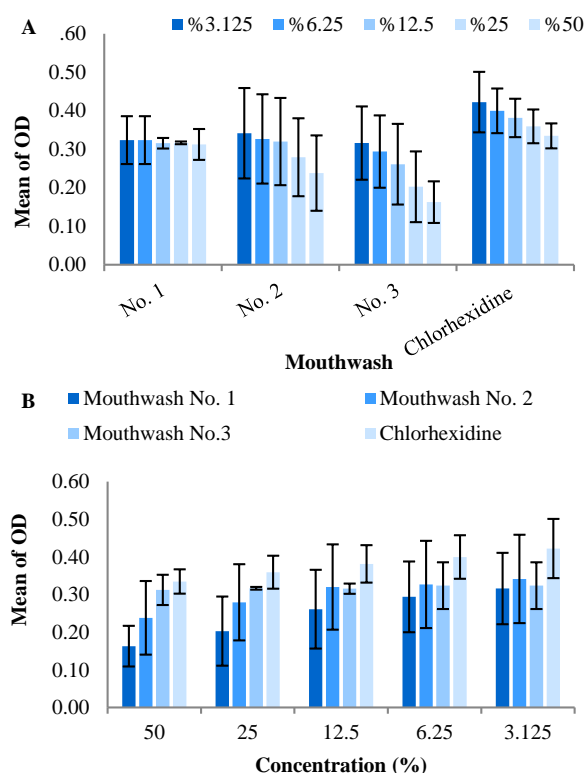 A
%3.125 %6.25 %12.5 %25 %50
.60
0.50
0.40
0.30
0.20
0.10
0.00
Mean of OD
No. 1 No. 2 No. 3 Chlorhexidine
Mouthwash
B
Mouthwash No. 1 Mouthwash No. 2
Mouthwash No.3 Chlorhexidine
0.60
0.50
0.40
0.30
0.20
0.10
0.00
Mean of OD
50 25 12.5 6.25 3.125
Concentration (%)